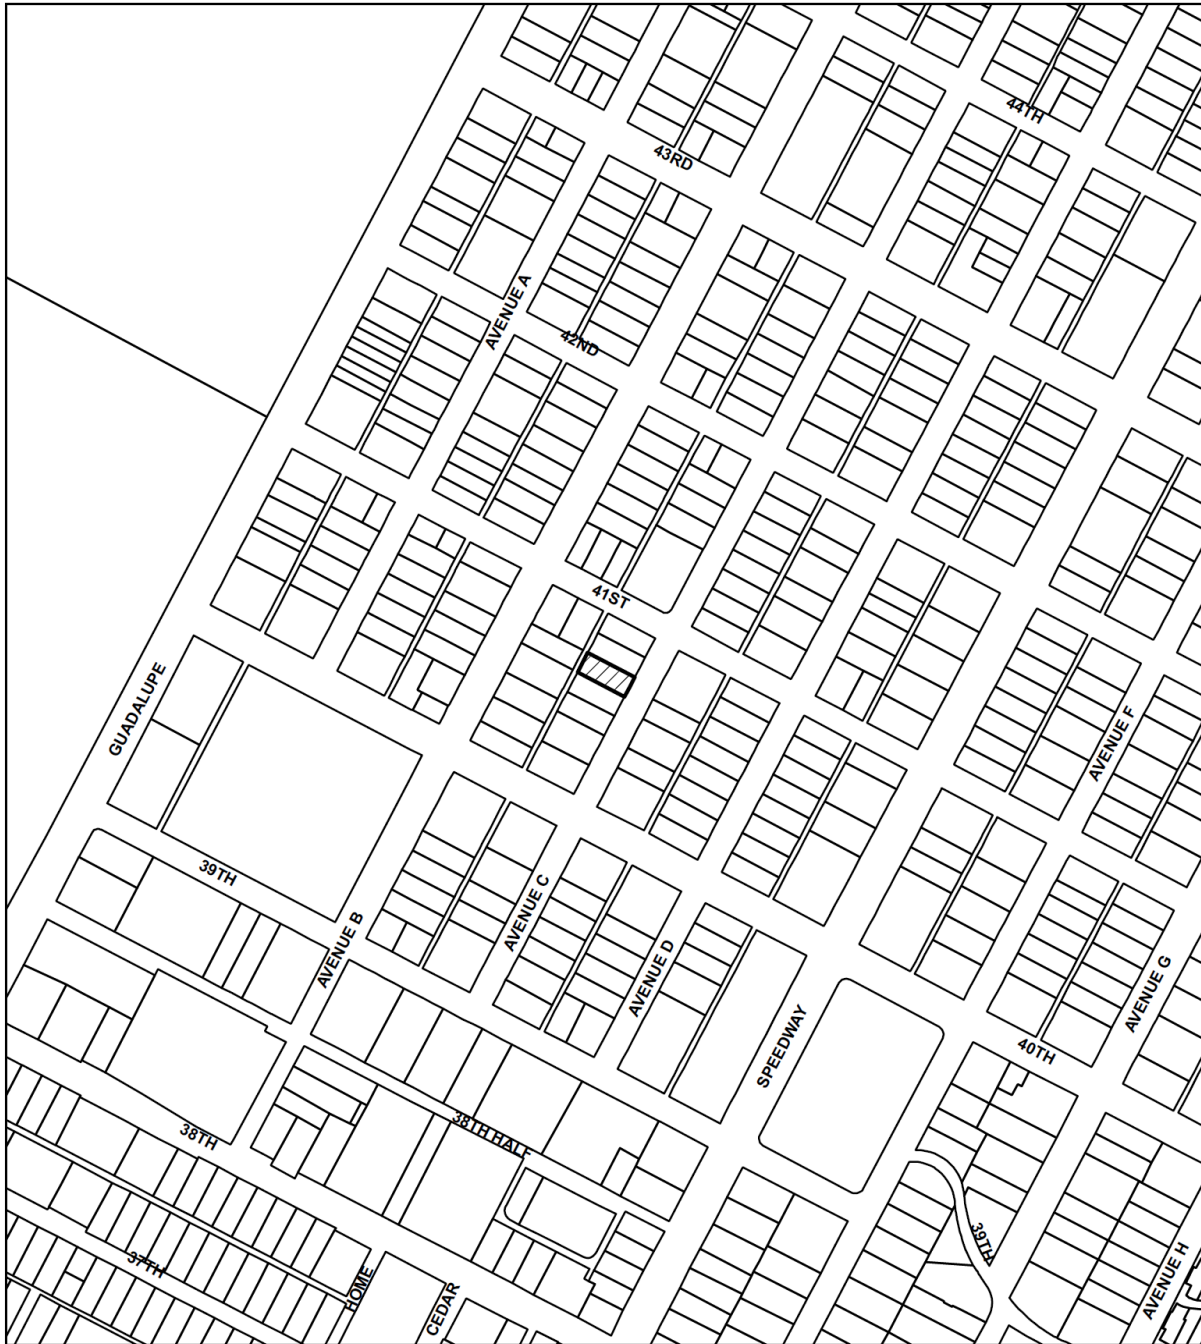 44TH
43RD
AVENUE A
42ND
41ST
GUADALUPE
AVENUE F
39TH
AVENUE C
AVENUE B
AVENUE D
AVENUE G
SPEEDWAY
40TH
38TH HALF
38TH
39TH
37TH
HOME
CEDAR
AVENUE H